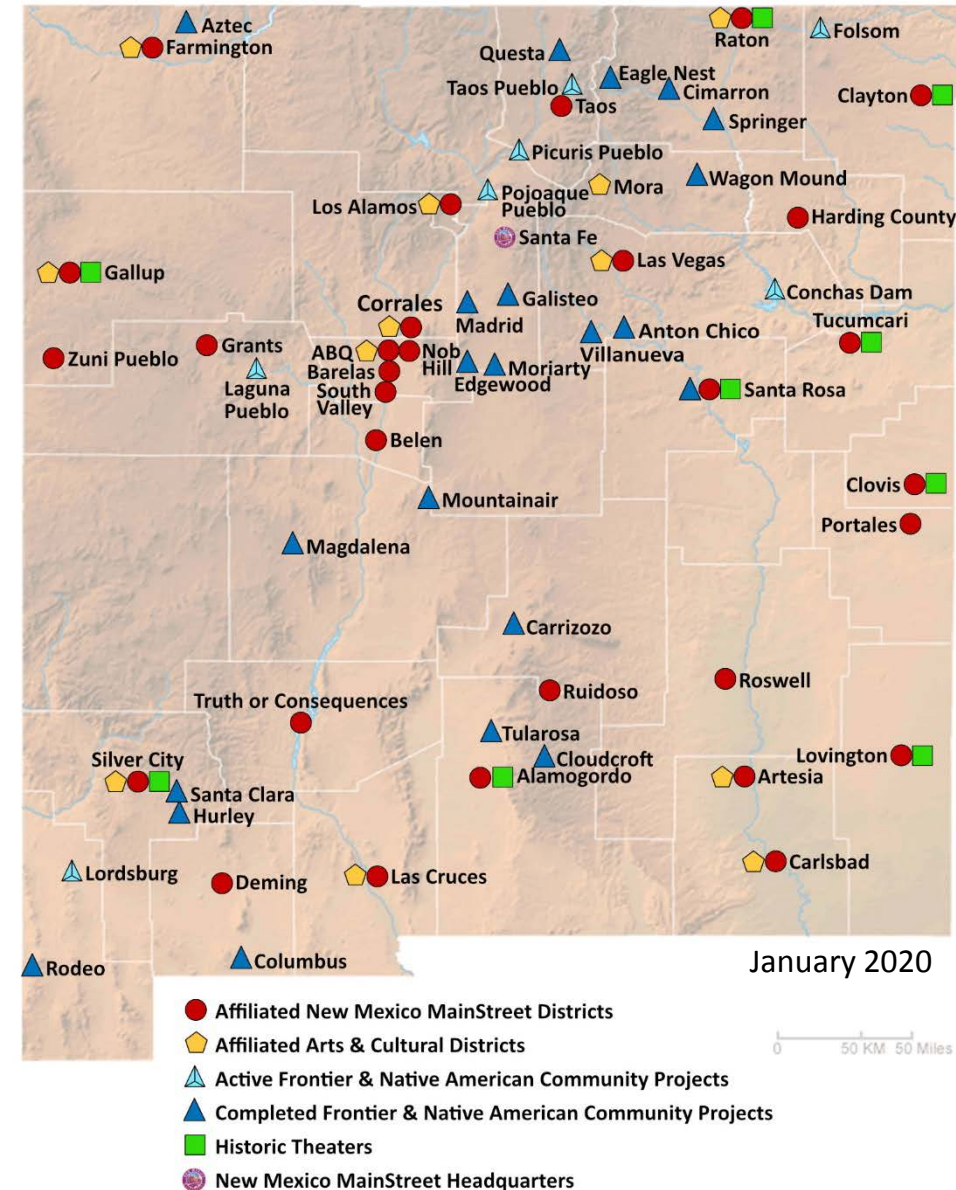 Aztec
Farmington
Raton
Folsom
Questa
Eagle Nest
Taos Pueblo
Cimarron
Clayton
Taos
Springer
Picuris Pueblo
Wagon Mound
Mora
Pojoaque
Pueblo
Los Alamos
Harding County
Santa Fe
Las Vegas
Gallup
Conchas Dam
Galisteo
Corrales
Madrid
Tucumcari
Anton Chico
Villanueva
Grants
Zuni Pueblo
ABQ
Nob
Hill
Barelas
Edgewood
Moriarty
Laguna
Pueblo
South
Valley
Santa Rosa
Belen
Clovis
Mountainair
Portales
Magdalena
Carrizozo
Roswell
Ruidoso
Truth or Consequences
Tularosa
Cloudcroft
Lovington
Silver City
Alamogordo
Artesia
Santa Clara
Hurley
Carlsbad
Lordsburg
Deming
Las Cruces
Rodeo
Columbus
January 2020
Affiliated New Mexico MainStreet Districts
Affiliated Arts & Cultural Districts
Active Frontier & Native American Community Projects
Completed Frontier & Native American Community Projects
Historic Theaters
New Mexico MainStreet Headquarters
0 50 KM 50 Miles